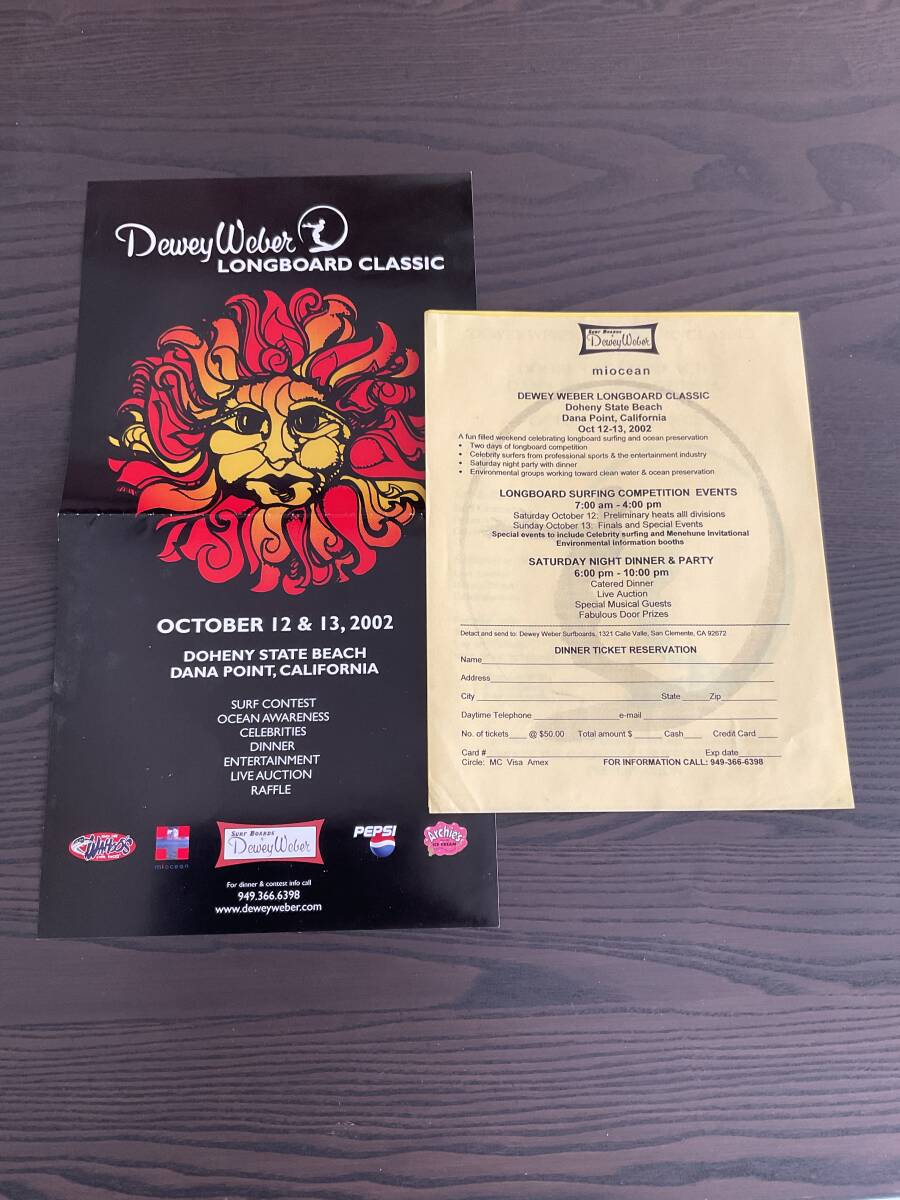 Dewey Weber
LONGBOARD CLASSIC
OCTOBER 12 & 13, 2002
DOHENY STATE BEACH
DANA POINT, CALIFORNIA
SURF CONTEST
OCEAN AWARENESS
CELEBRITIES
DINNER
ENTERTAINMENT
LIVE AUCTION
RAFFLE
WAHOO'S
miocean
SURF BOARDS
Dewey Weber
PEPSI
Archie's
ICE CREAM
For dinner & contest info call
949.366.6398
www.deweyweber.com
SURF BOARDS
Dewey Weber
miocean
DEWEY WEBER LONGBOARD CLASSIC
Doheny State Beach
Dana Point, California
Oct 12-13, 2002
A fun filled weekend celebrating longboard surfing and ocean preservation
• Two days of longboard competition
• Celebrity surfers from professional sports & the entertainment industry
• Saturday night party with dinner
• Environmental groups working toward clean water & ocean preservation
LONGBOARD SURFING COMPETITION EVENTS
7:00 am - 4:00 pm
Saturday October 12: Preliminary heats alll divisions
Sunday October 13: Finals and Special Events
Special events to include Celebrity surfing and Menehune Invitational
Environmental information booths
SATURDAY NIGHT DINNER & PARTY
6:00 pm - 10:00 pm
Catered Dinner
Live Auction
Special Musical Guests
Fabulous Door Prizes
Detact and send to: Dewey Weber Surfboards, 1321 Calle Valle, San Clemente, CA 92672
DINNER TICKET RESERVATION
Name
Address
City State Zip
Daytime Telephone e-mail
No. of tickets @ $50.00 Total amount $ Cash Credit Card
Card # Exp date
Circle: MC Visa Amex FOR INFORMATION CALL: 949-366-6398